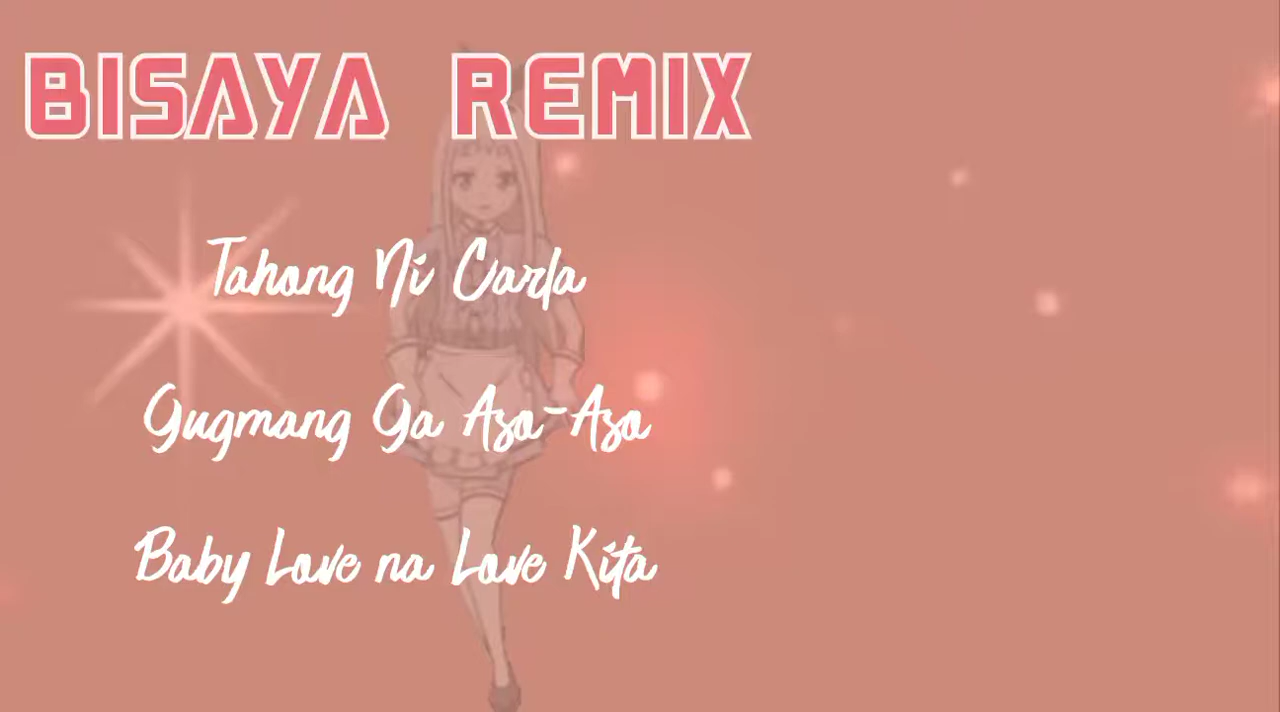 BISAYA REMIX
Tahong Ni Carla
Gugmang Ga Aso-Aso
Baby Love na Love Kita